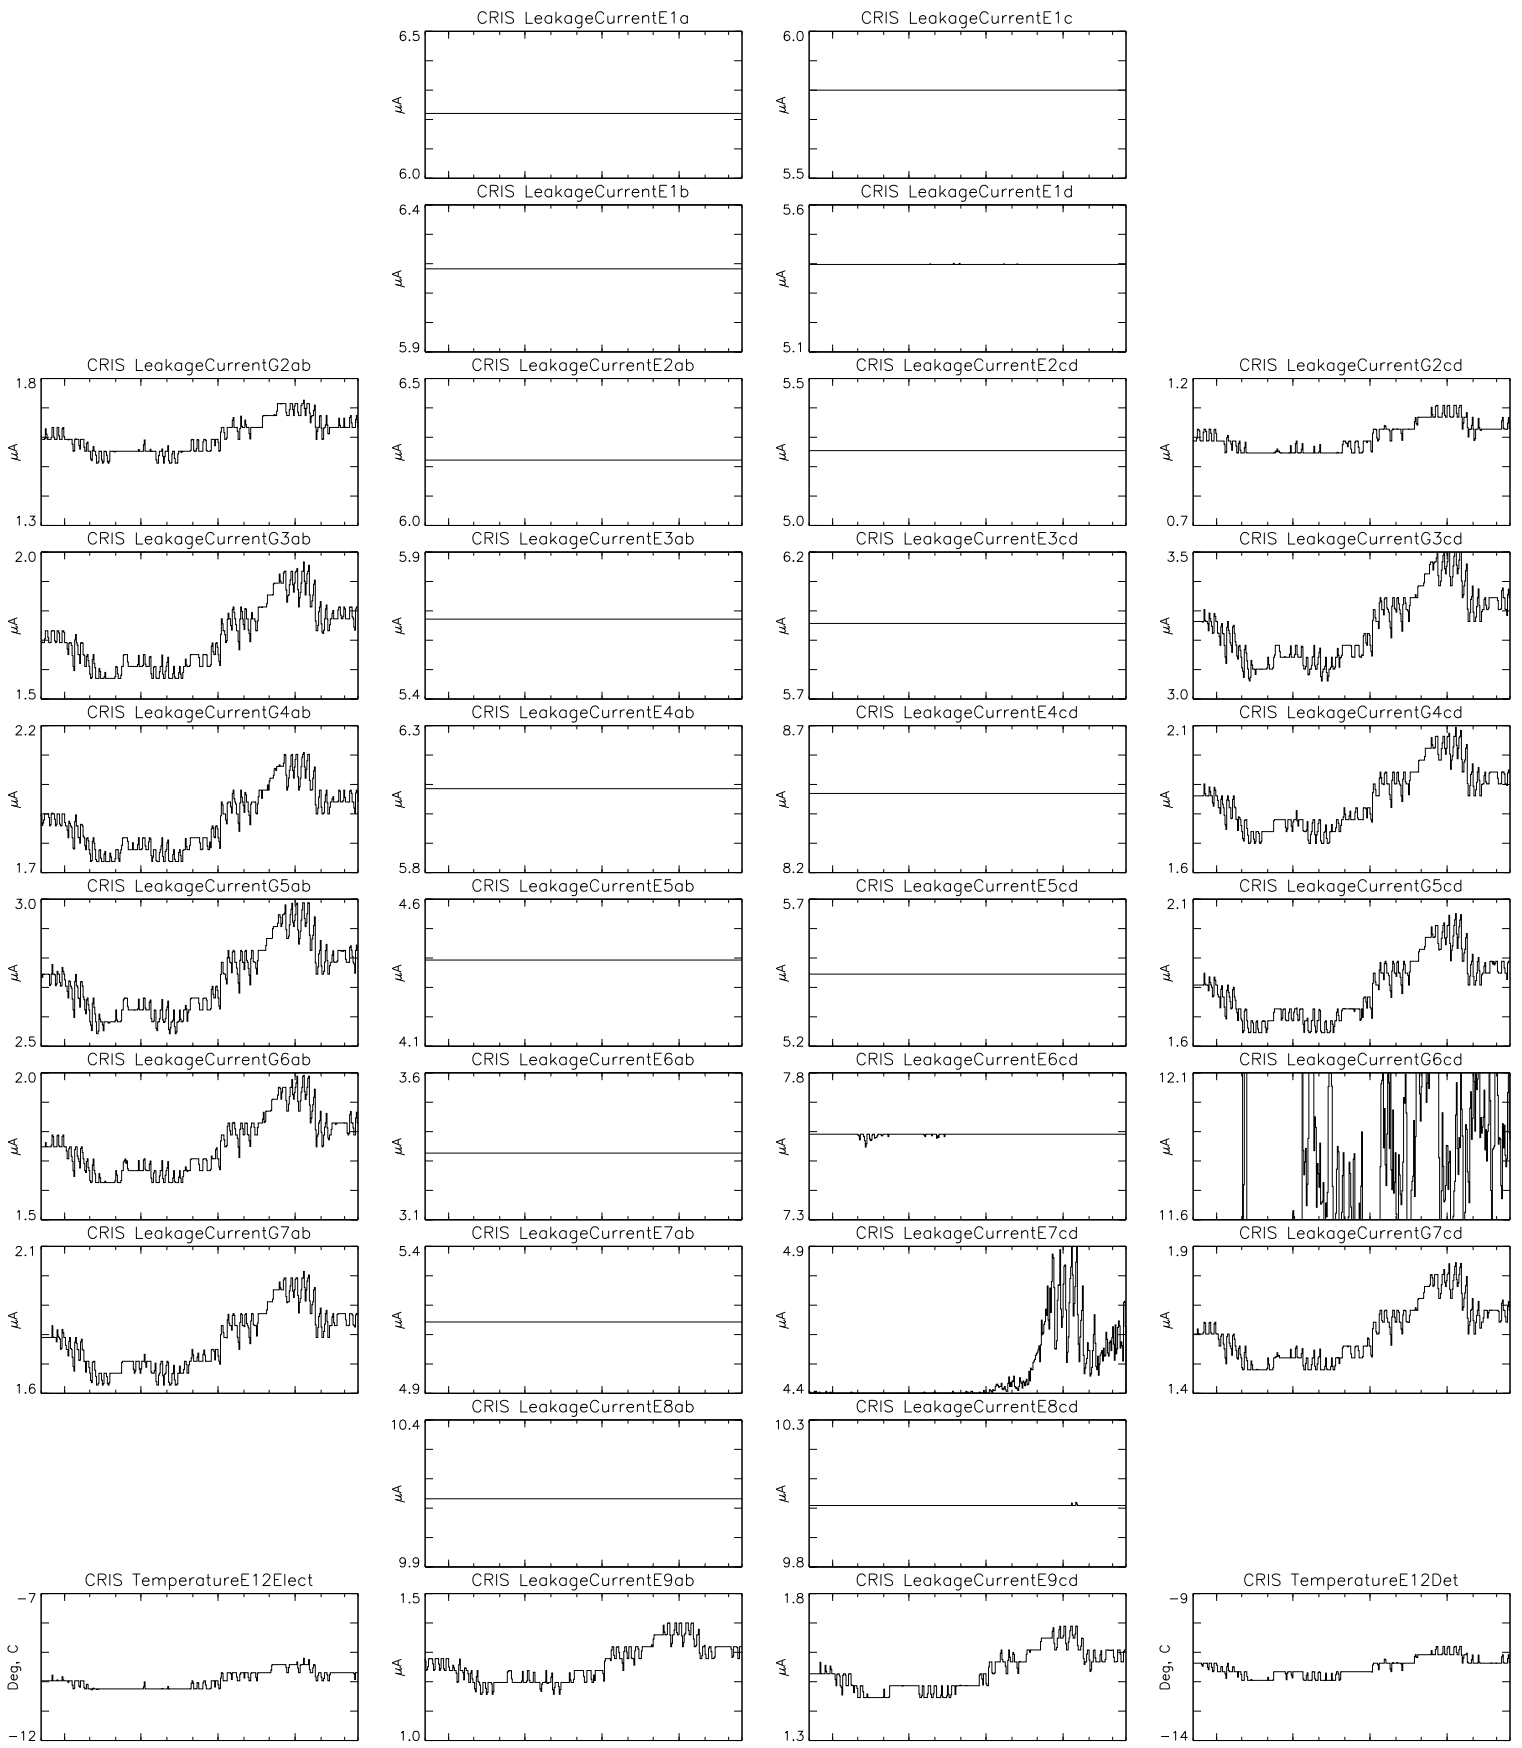 CRIS LeakageCurrentE1a CRIS LeakageCurrentE1c
6.5 6.0
μA μA
6.0 5.5
CRIS LeakageCurrentE1b CRIS LeakageCurrentE1d
6.4 5.6
μA μA
5.9 5.1
CRIS LeakageCurrentG2ab CRIS LeakageCurrentE2ab CRIS LeakageCurrentE2cd CRIS LeakageCurrentG2cd
1.8 6.5 5.5 1.2
μA μA μA μA
1.3 6.0 5.0 0.7
CRIS LeakageCurrentG3ab CRIS LeakageCurrentE3ab CRIS LeakageCurrentE3cd CRIS LeakageCurrentG3cd
2.0 5.9 6.2 3.5
μA μA μA μA
1.5 5.4 5.7 3.0
CRIS LeakageCurrentG4ab CRIS LeakageCurrentE4ab CRIS LeakageCurrentE4cd CRIS LeakageCurrentG4cd
2.2 6.3 8.7 2.1
μA μA μA μA
1.7 5.8 8.2 1.6
CRIS LeakageCurrentG5ab CRIS LeakageCurrentE5ab CRIS LeakageCurrentE5cd CRIS LeakageCurrentG5cd
3.0 4.6 5.7 2.1
μA μA μA μA
2.5 4.1 5.2 1.6
CRIS LeakageCurrentG6ab CRIS LeakageCurrentE6ab CRIS LeakageCurrentE6cd CRIS LeakageCurrentG6cd
2.0 3.6 7.8 12.1
μA μA μA μA
1.5 3.1 7.3 11.6
CRIS LeakageCurrentG7ab CRIS LeakageCurrentE7ab CRIS LeakageCurrentE7cd CRIS LeakageCurrentG7cd
2.1 5.4 4.9 1.9
μA μA μA μA
1.6 4.9 4.4 1.4
CRIS LeakageCurrentE8ab CRIS LeakageCurrentE8cd
10.4 10.3
μA μA
9.9 9.8
CRIS TemperatureE12Elect CRIS LeakageCurrentE9ab CRIS LeakageCurrentE9cd CRIS TemperatureE12Det
-7 1.5 1.8 -9
Deg, C μA μA Deg, C
-12 1.0 1.3 -14